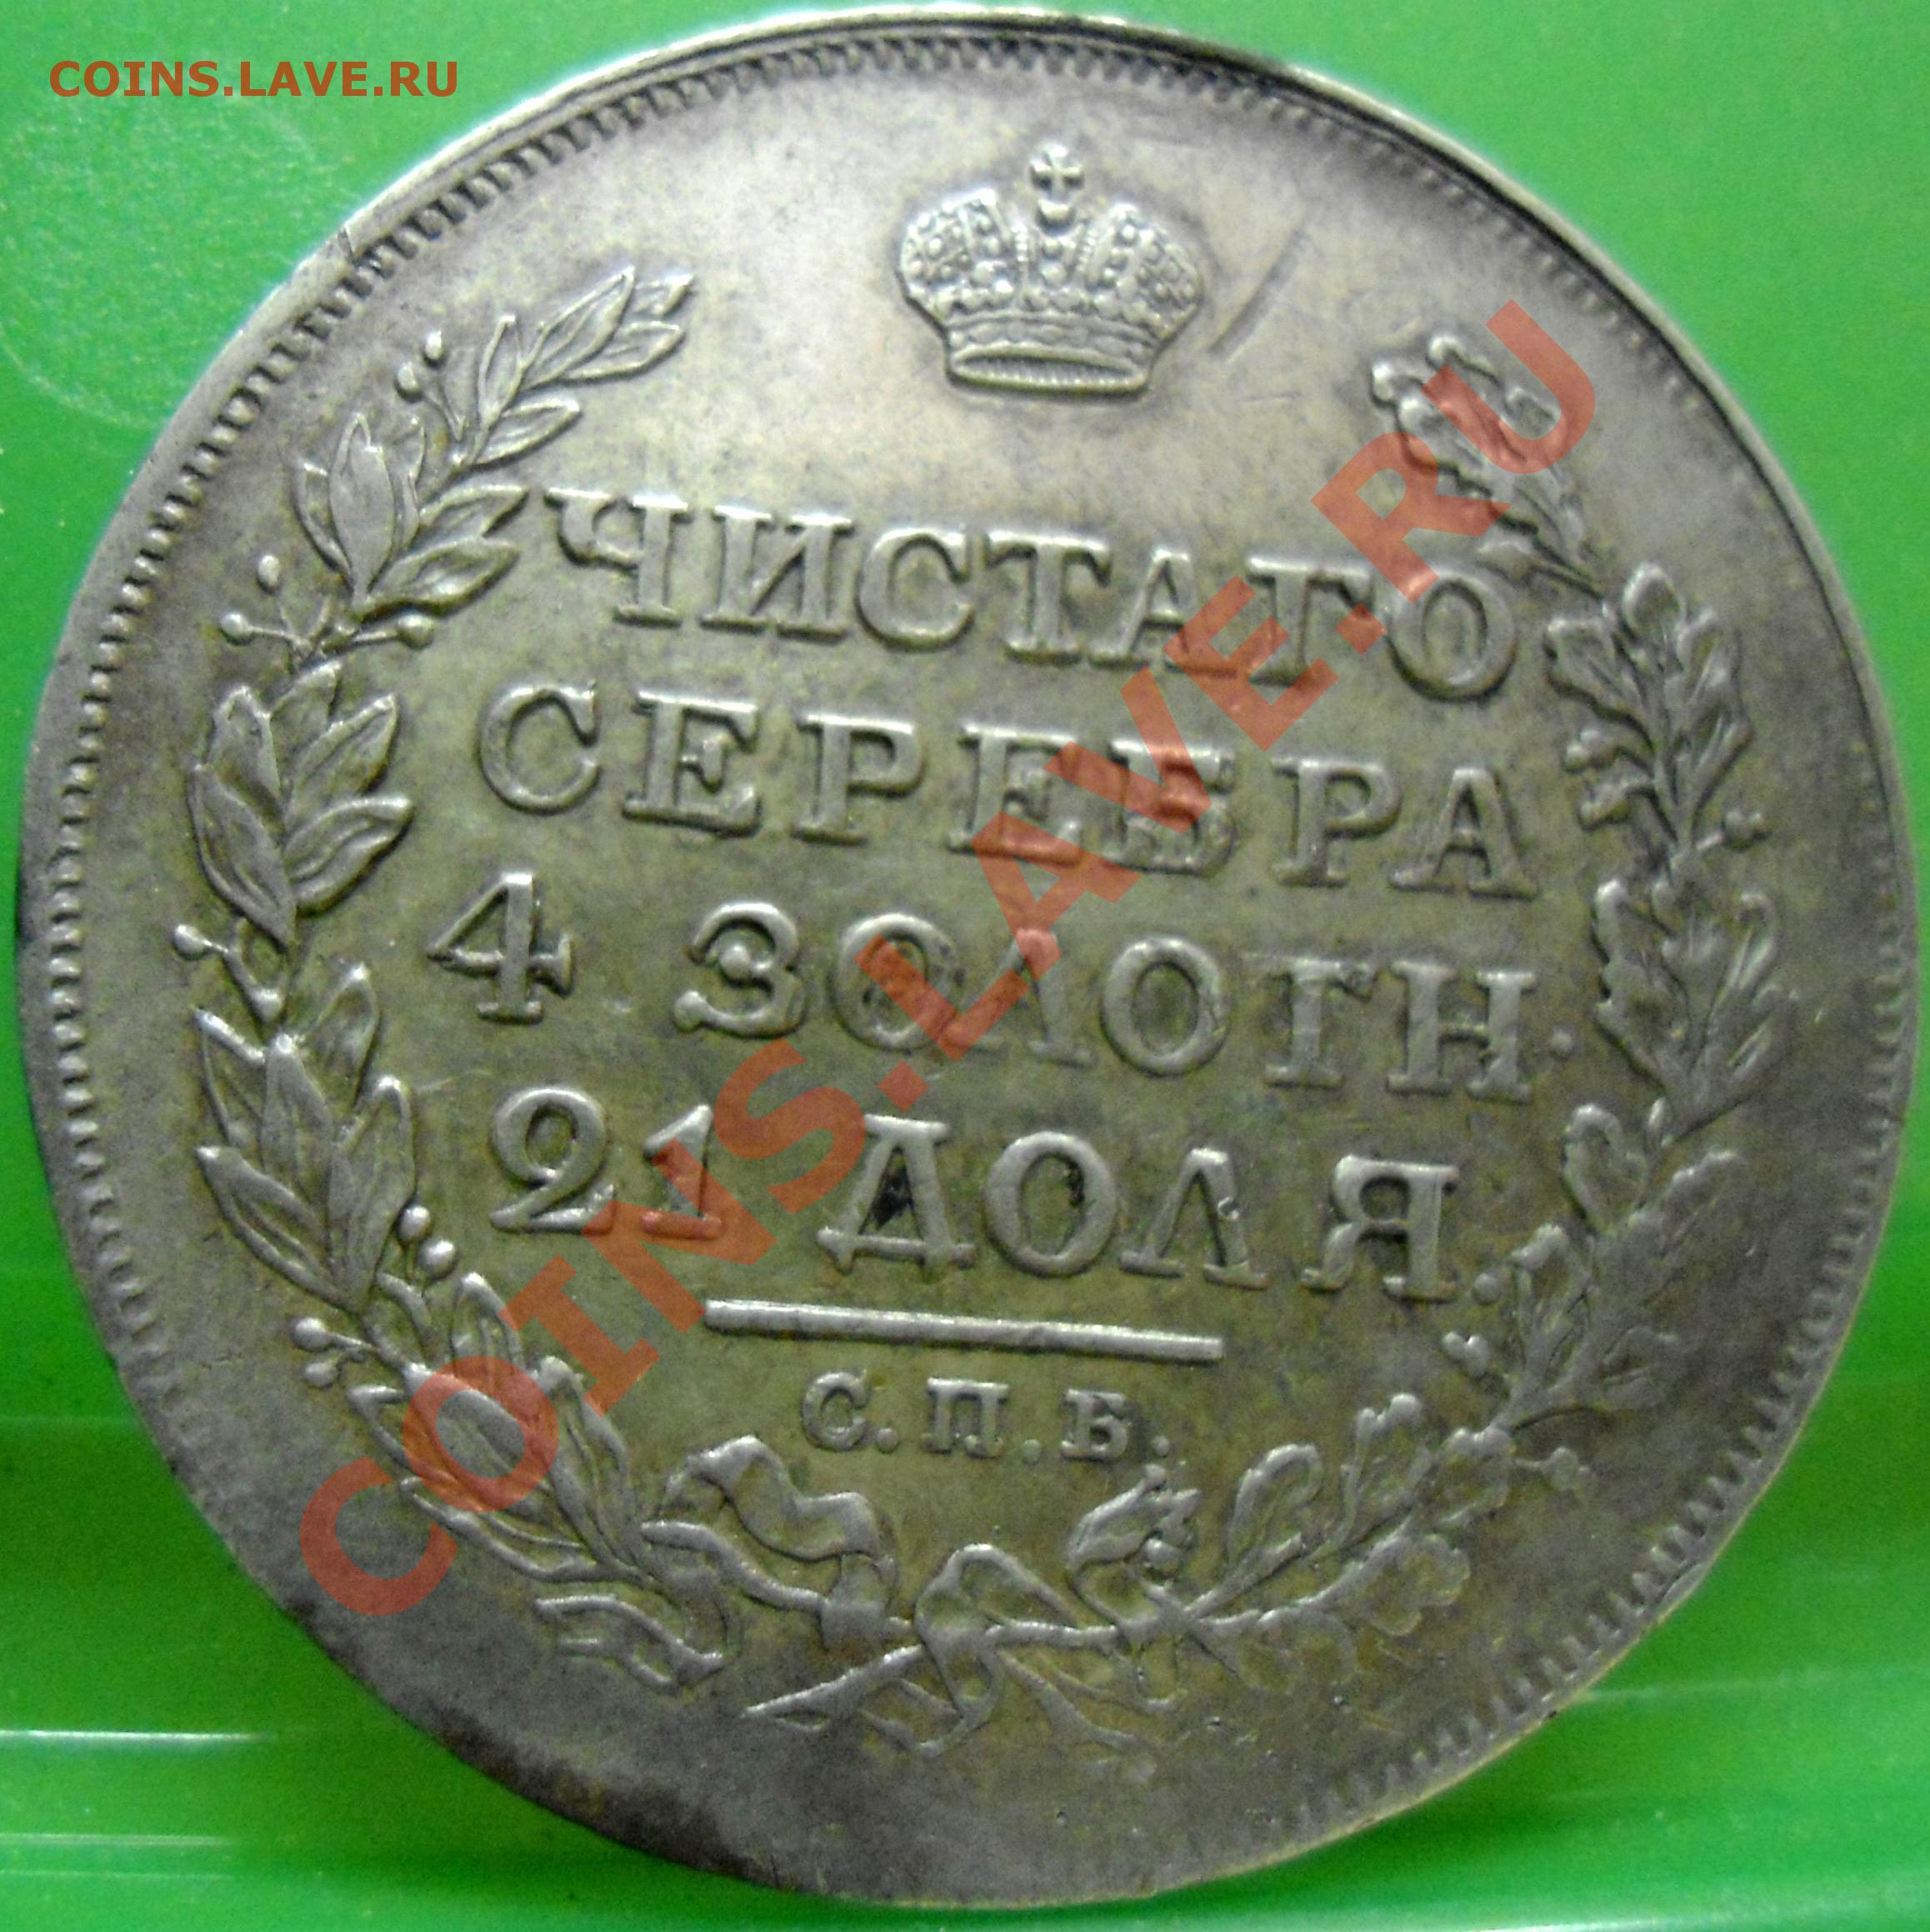 COINS.LAVE.RU
ЧИСТАГО
СЕРЕБРА
4 ЗОЛОТН.
21 ДОЛЯ.
С.П.Б.
COINS.LAVE.RU